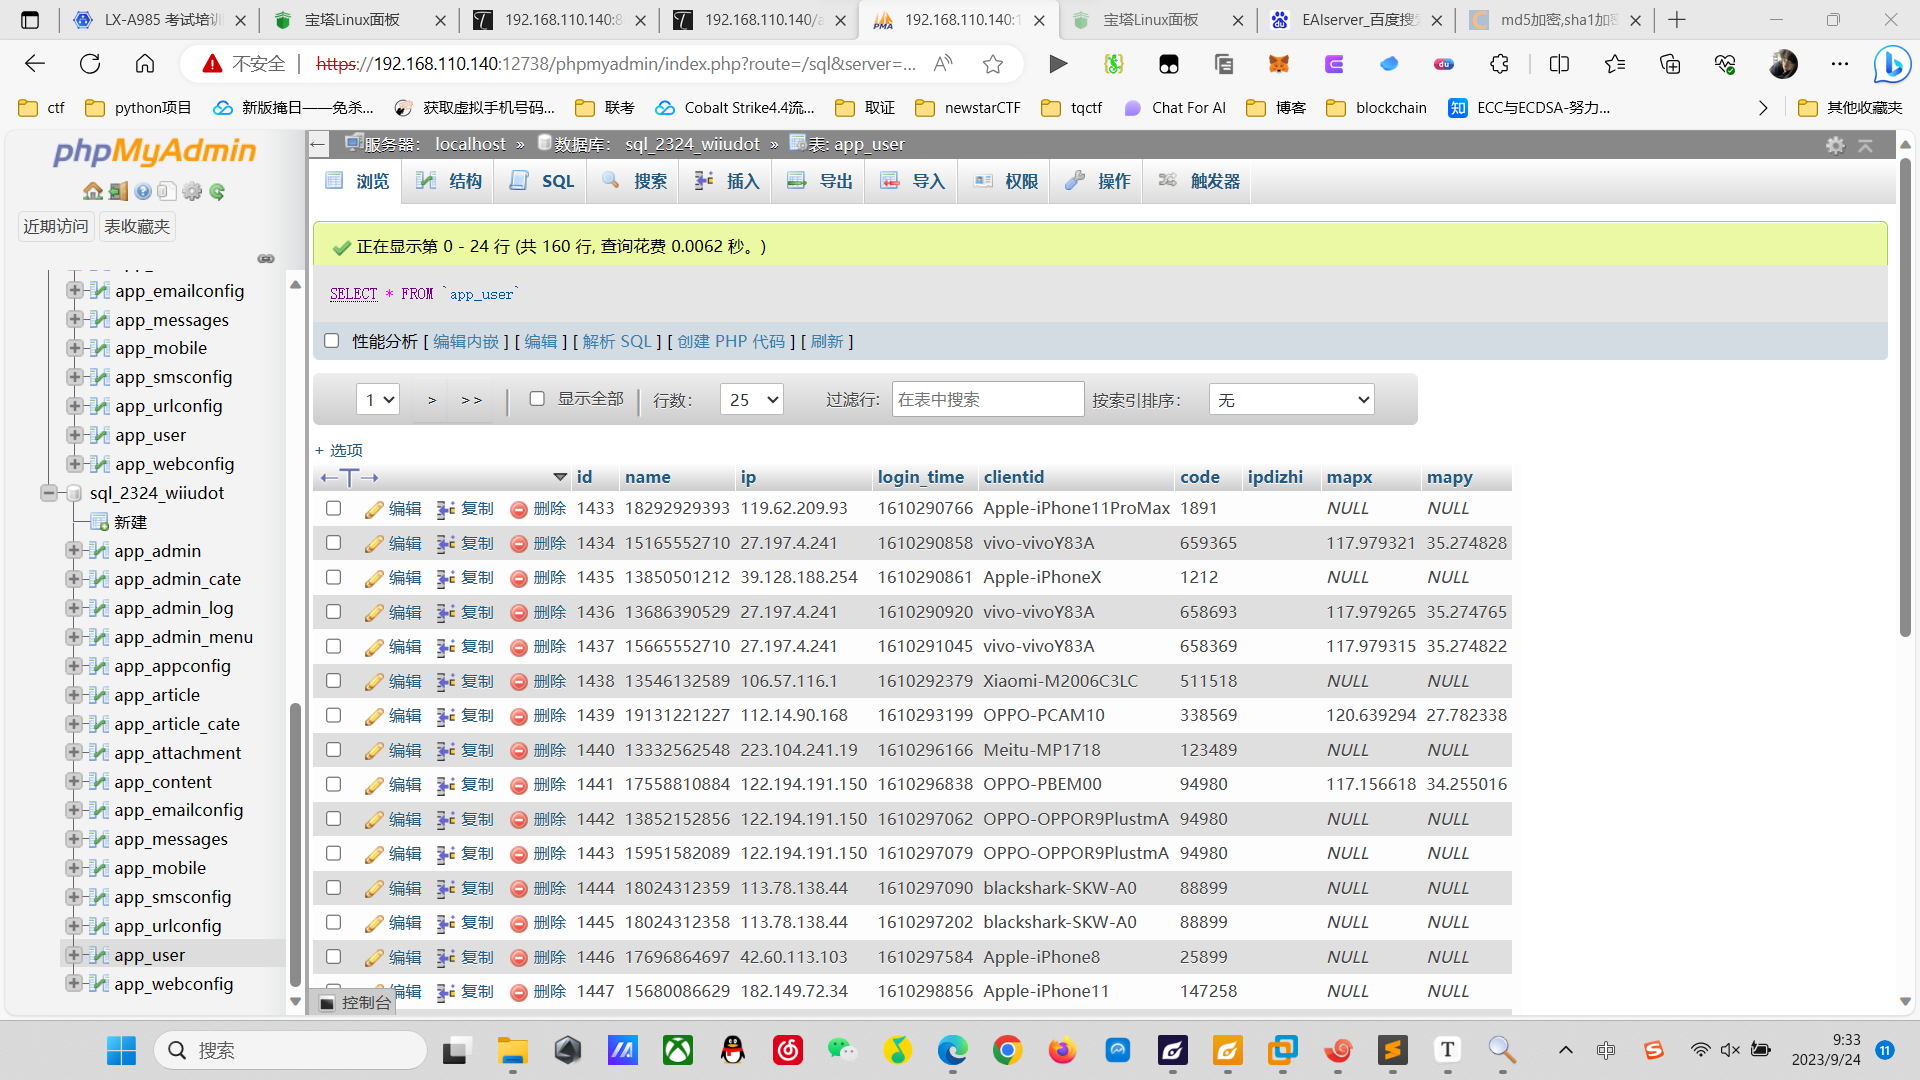 LX-A985 考试培训
宝塔Linux面板
192.168.110.140:8
192.168.110.140/a
192.168.110.140:1
宝塔Linux面板
EAIserver_百度搜
md5加密,sha1加
不安全
https://192.168.110.140:12738/phpmyadmin/index.php?route=/sql&server=...
ctf
python项目
新版掩日——免杀...
获取虚拟手机号码...
联考
Cobalt Strike4.4流...
取证
newstarCTF
tqctf
Chat For AI
博客
blockchain
ECC与ECDSA-努力...
其他收藏夹
phpMyAdmin
近期访问
表收藏夹
app_emailconfig
app_messages
app_mobile
app_smsconfig
app_urlconfig
app_user
app_webconfig
sql_2324_wiiudot
新建
app_admin
app_admin_cate
app_admin_log
app_admin_menu
app_appconfig
app_article
app_article_cate
app_attachment
app_content
app_emailconfig
app_messages
app_mobile
app_smsconfig
app_urlconfig
app_user
app_webconfig
服务器: localhost » 数据库: sql_2324_wiiudot » 表: app_user
浏览 结构 SQL 搜索 插入 导出 导入 权限 操作 触发器
正在显示第 0 - 24 行 (共 160 行, 查询花费 0.0062 秒。)
SELECT * FROM `app_user`
性能分析 [ 编辑内嵌 ] [ 编辑 ] [ 解析 SQL ] [ 创建 PHP 代码 ] [ 刷新 ]
1 > >> 显示全部 行数: 25 过滤行: 在表中搜索 按索引排序: 无
+ 选项
←T→ id name ip login_time clientid code ipdizhi mapx mapy
编辑 复制 删除 1433 18292929393 119.62.209.93 1610290766 Apple-iPhone11ProMax 1891 NULL NULL
编辑 复制 删除 1434 15165552710 27.197.4.241 1610290858 vivo-vivoY83A 659365 117.979321 35.274828
编辑 复制 删除 1435 13850501212 39.128.188.254 1610290861 Apple-iPhoneX 1212 NULL NULL
编辑 复制 删除 1436 13686390529 27.197.4.241 1610290920 vivo-vivoY83A 658693 117.979265 35.274765
编辑 复制 删除 1437 15665552710 27.197.4.241 1610291045 vivo-vivoY83A 658369 117.979315 35.274822
编辑 复制 删除 1438 13546132589 106.57.116.1 1610292379 Xiaomi-M2006C3LC 511518 NULL NULL
编辑 复制 删除 1439 19131221227 112.14.90.168 1610293199 OPPO-PCAM10 338569 120.639294 27.782338
编辑 复制 删除 1440 13332562548 223.104.241.19 1610296166 Meitu-MP1718 123489 NULL NULL
编辑 复制 删除 1441 17558810884 122.194.191.150 1610296838 OPPO-PBEM00 94980 117.156618 34.255016
编辑 复制 删除 1442 13852152856 122.194.191.150 1610297062 OPPO-OPPOR9PlustmA 94980 NULL NULL
编辑 复制 删除 1443 15951582089 122.194.191.150 1610297079 OPPO-OPPOR9PlustmA 94980 NULL NULL
编辑 复制 删除 1444 18024312359 113.78.138.44 1610297090 blackshark-SKW-A0 88899 NULL NULL
编辑 复制 删除 1445 18024312358 113.78.138.44 1610297202 blackshark-SKW-A0 88899 NULL NULL
编辑 复制 删除 1446 17696864697 42.60.113.103 1610297584 Apple-iPhone8 25899 NULL NULL
编辑 复制 删除 1447 15680086629 182.149.72.34 1610298856 Apple-iPhone11 147258 NULL NULL
控制台
搜索
中
9:33
2023/9/24
11